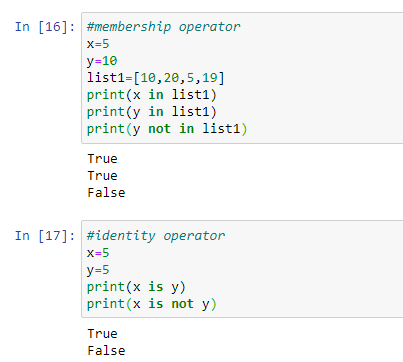 In [16]: #membership operator
x=5
y=10
list1=[10,20,5,19]
print(x in list1)
print(y in list1)
print(y not in list1)
True
True
False
In [17]: #identity operator
x=5
y=5
print(x is y)
print(x is not y)
True
False